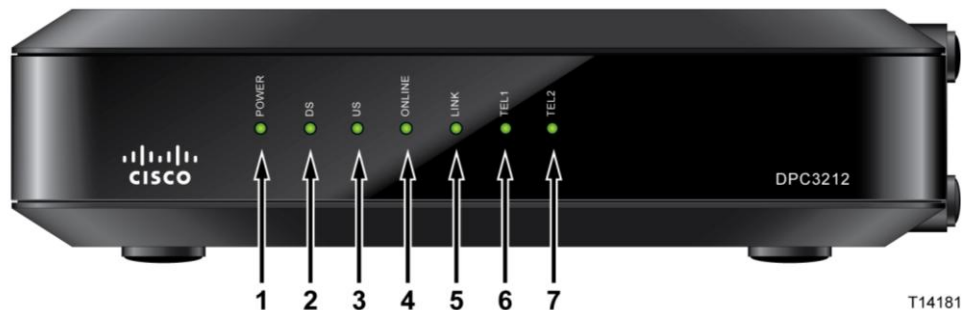 POWER DS US ONLINE LINK TEL1 TEL2
CISCO
DPC3212
1 2 3 4 5 6 7
T14181